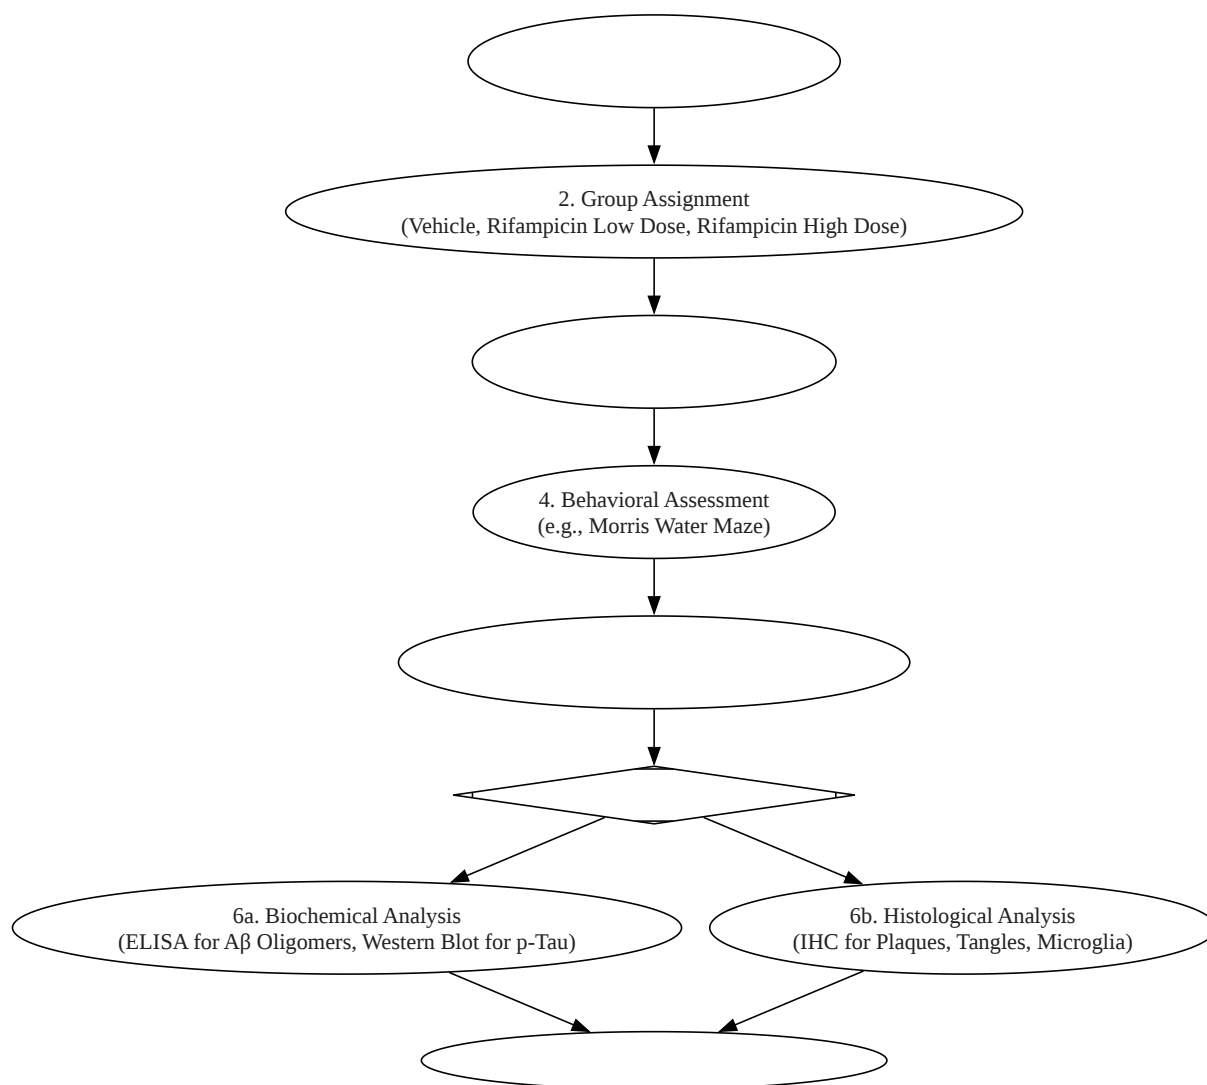 2. Group Assignment
(Vehicle, Rifampicin Low Dose, Rifampicin High Dose)
4. Behavioral Assessment
(e.g., Morris Water Maze)
6a. Biochemical Analysis
(ELISA for Aβ Oligomers, Western Blot for p-Tau)
6b. Histological Analysis
(IHC for Plaques, Tangles, Microglia)